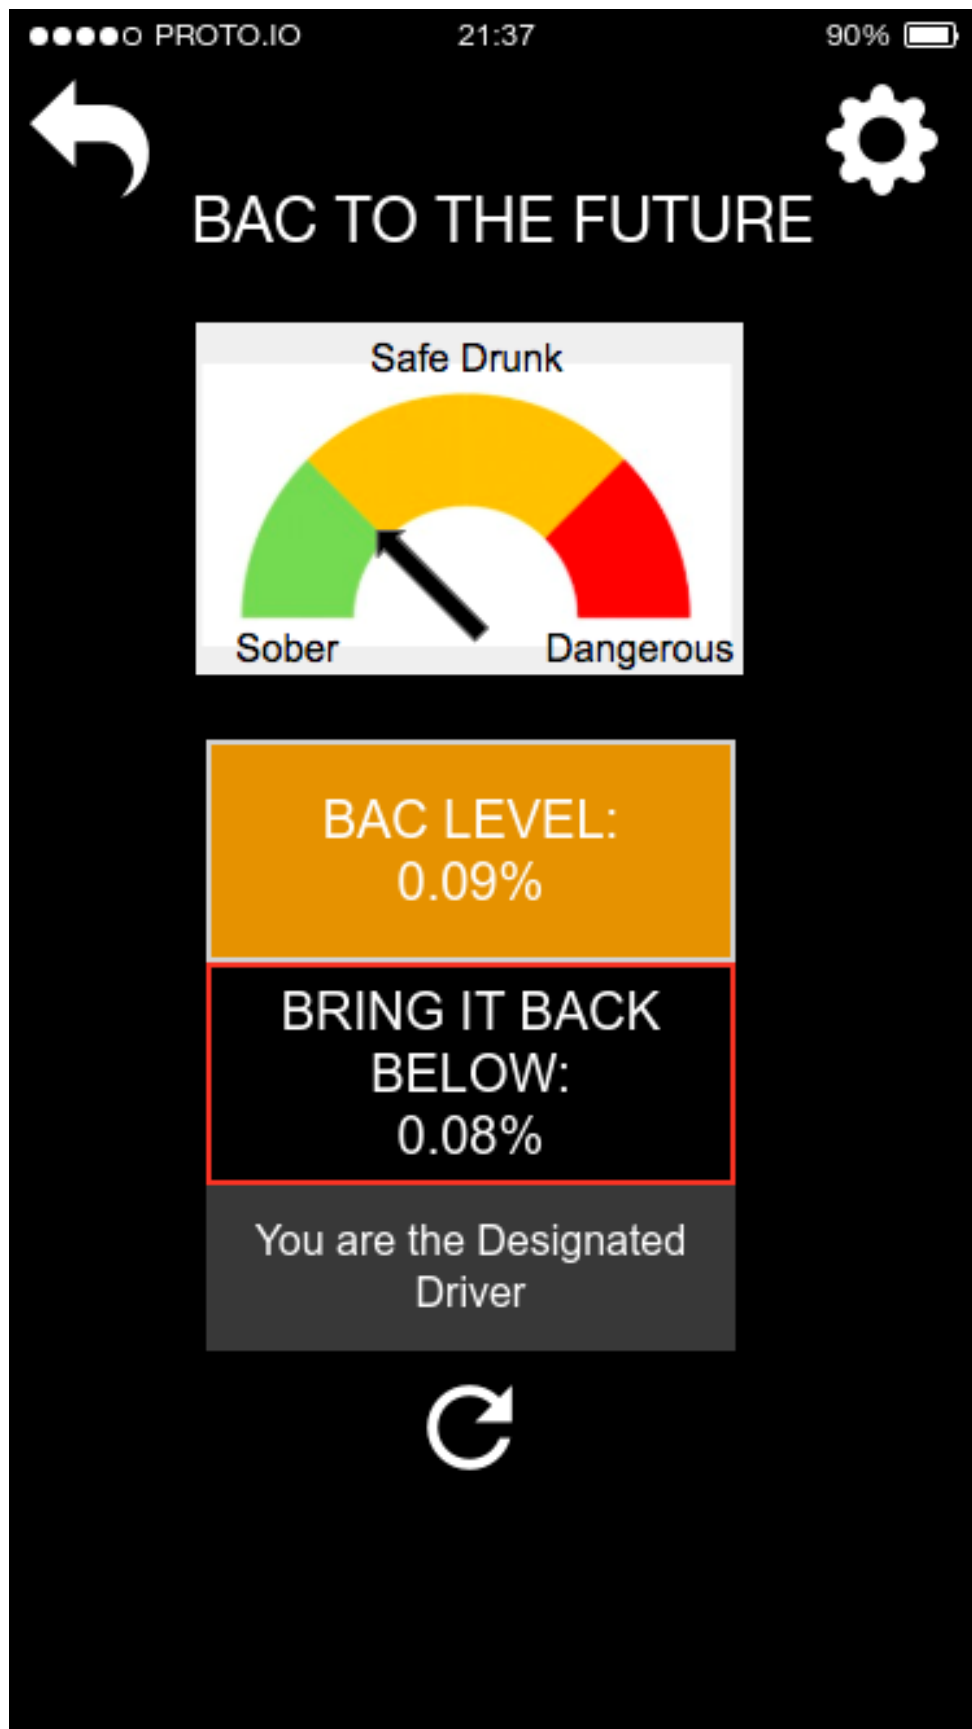 PROTO.IO 21:37 90%
BAC TO THE FUTURE
Safe Drunk
Sober Dangerous
BAC LEVEL:
0.09%
BRING IT BACK
BELOW:
0.08%
You are the Designated
Driver